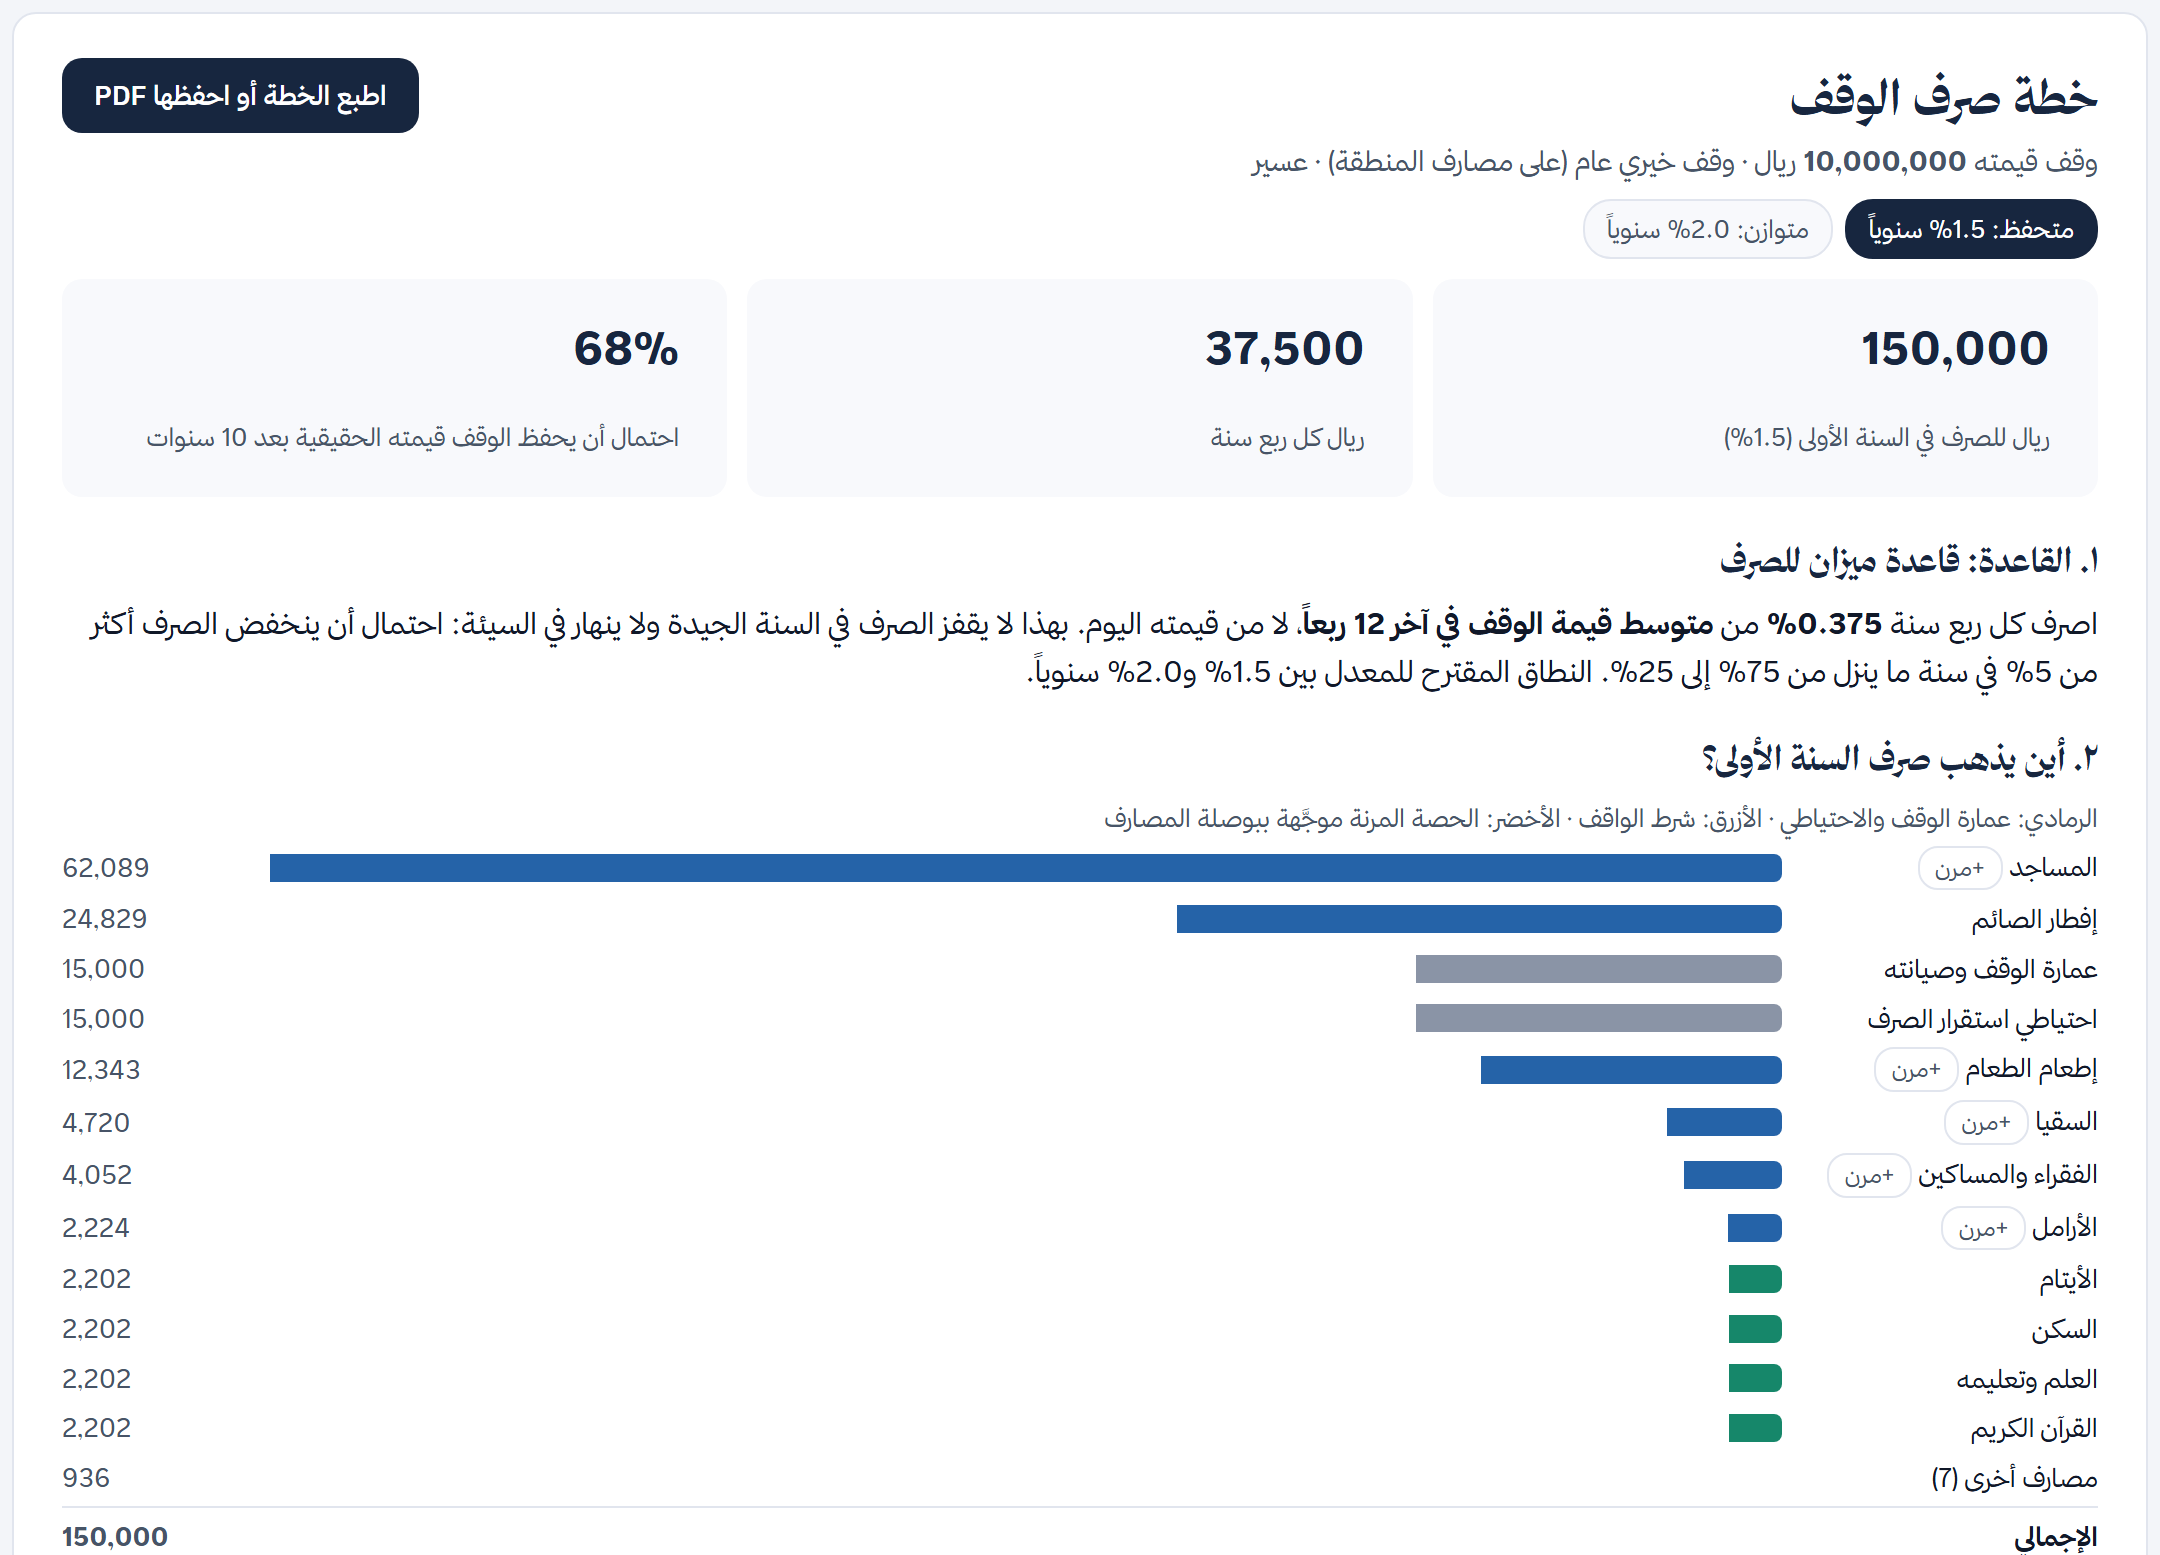 خطة صرف الوقف
اطبع الخطة أو احفظها PDF
وقف قيمته 10,000,000 ريال · وقف خيري عام (على مصارف المنطقة) · عسير
متحفظ: 1.5% سنوياً
متوازن: 2.0% سنوياً
150,000
ريال للصرف في السنة الأولى (1.5%)
37,500
ريال كل ربع سنة
68%
احتمال أن يحفظ الوقف قيمته الحقيقية بعد 10 سنوات
١. القاعدة: قاعدة ميزان للصرف
اصرف كل ربع سنة 0.375% من متوسط قيمة الوقف في آخر 12 ربعاً، لا من قيمته اليوم. بهذا لا يقفز الصرف في السنة الجيدة ولا ينهار في السيئة: احتمال أن ينخفض الصرف أكثر
من 5% في سنة ما ينزل من 75% إلى 25%. النطاق المقترح للمعدل بين 1.5% و2.0% سنوياً.
٢. أين يذهب صرف السنة الأولى؟
الرمادي: عمارة الوقف والاحتياطي · الأزرق: شرط الواقف · الأخضر: الحصة المرنة موجَّهة ببوصلة المصارف
المساجد +مرن 62,089
إفطار الصائم 24,829
عمارة الوقف وصيانته 15,000
احتياطي استقرار الصرف 15,000
إطعام الطعام +مرن 12,343
السقيا +مرن 4,720
الفقراء والمساكين +مرن 4,052
الأرامل +مرن 2,224
الأيتام 2,202
السكن 2,202
العلم وتعليمه 2,202
القرآن الكريم 2,202
مصارف أخرى (7) 936
الإجمالي 150,000